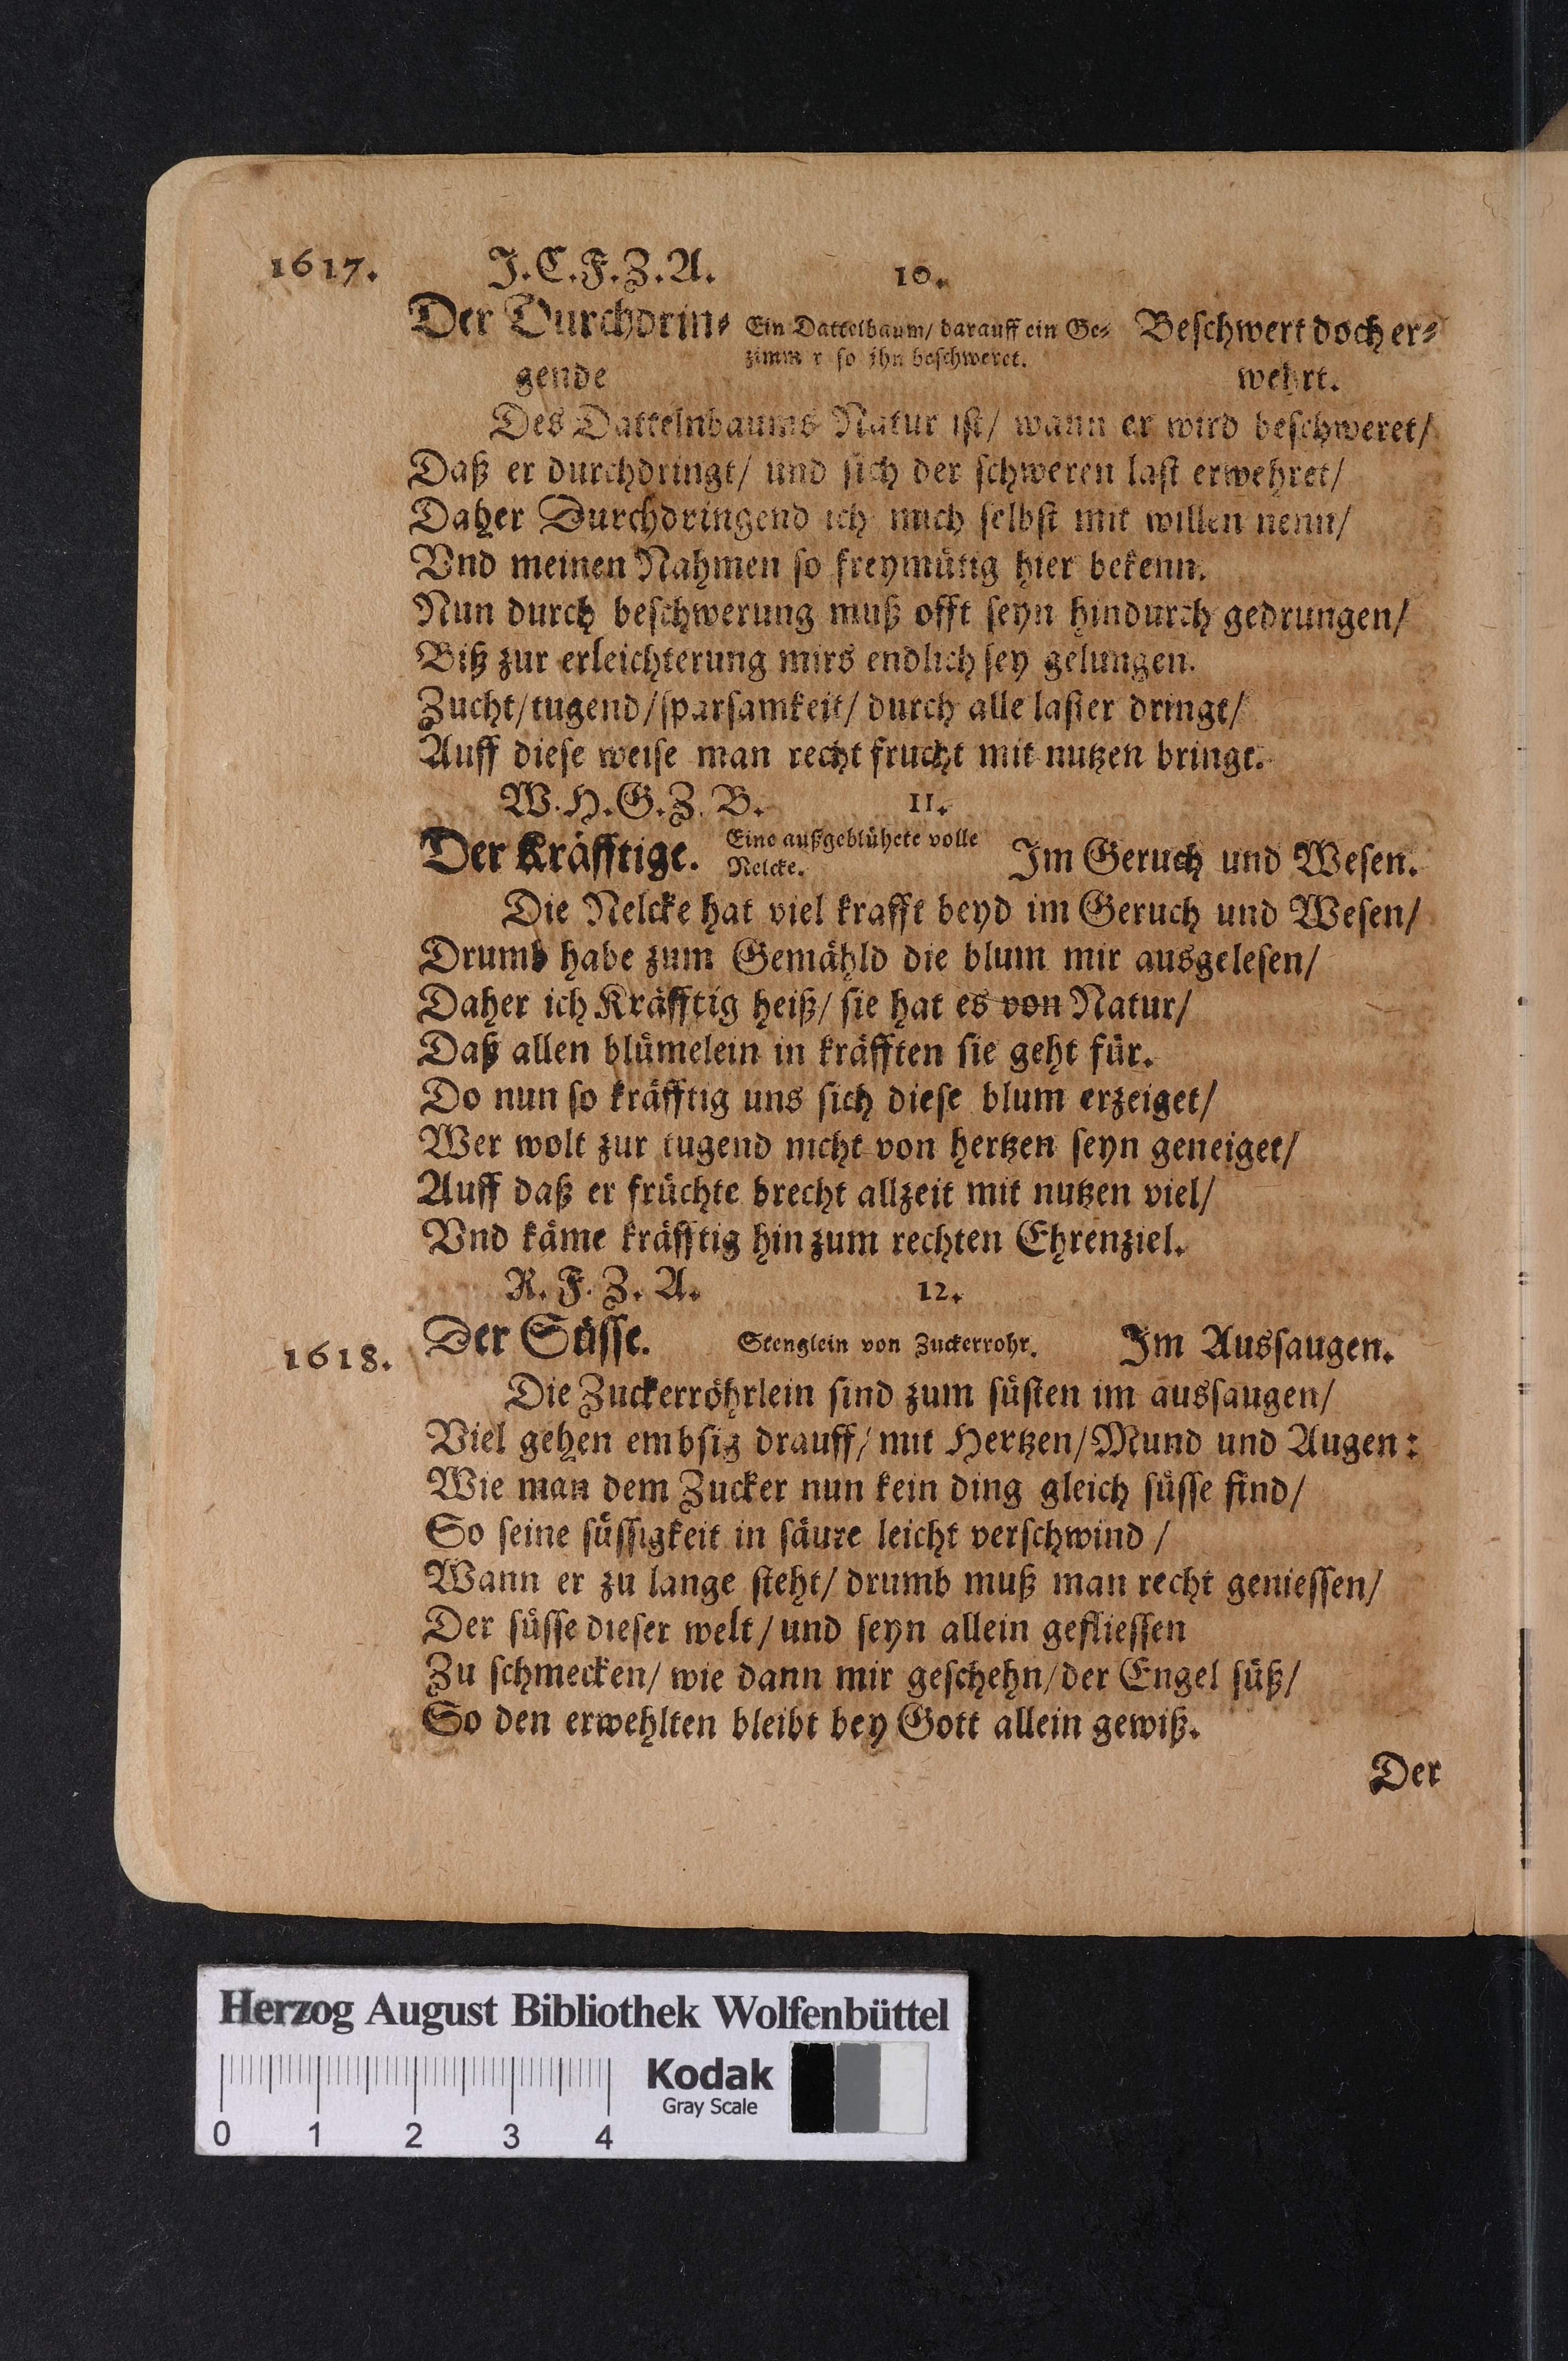 1617. J. C. F. Z. A. 10.
Der Durchdrin⸗ Ein Dattelbaum/ darauff ein Ge⸗ Beschwert doch er⸗
zimm r so ihn beschweret.
gende wehrt.
Des Dattelnbaums Natur ist/ wann er wird beschweret/
Daß er durchdringt/ und sich der schweren last erwehret/
Daher Durchdringend ich mich selbst mit willen nenn/
Vnd meinen Nahmen so freymütig hier bekenn.
Nun durch beschwerung muß offt seyn hindurch gedrungen/
Biß zur erleichterung mirs endlich sey gelungen.
Zucht/tugend/sparsamkeit/ durch alle laster dringt/
Auff diese weise man recht frucht mit nutzen bringt.
W. H. G. Z. B. 11.
Der Kräfftige. Eine außgeblühete volle Im Geruch und Wesen.
Nelcke.
Die Nelcke hat viel krafft beyd im Geruch und Wesen/
Drumb habe zum Gemähld die blum mir ausgelesen/
Daher ich Kräfftig heiß/ sie hat es von Natur/
Daß allen blümelein in kräfften sie geht für.
Do nun so kräfftig uns sich diese blum erzeiget/
Wer wolt zur tugend nicht von hertzen seyn geneiget/
Auff daß er früchte brecht allzeit mit nutzen viel/
Vnd käme kräfftig hin zum rechten Ehrenziel.
R. F. Z. A. 12.
1618. Der Süsse. Stenglein von Zuckerrohr. Im Aussaugen.
Die Zuckerröhrlein sind zum süsten im aussaugen/
Viel gehen embsig drauff/ mit Hertzen/Mund und Augen:
Wie man dem Zucker nun kein ding gleich süsse find/
So seine süssigkeit in säure leicht verschwind /
Wann er zu lange steht/ drumb muß man recht geniessen/
Der süsse dieser welt/ und seyn allein gefliessen
Zu schmecken/ wie dann mir geschehn/der Engel süß/
So den erwehlten bleibt bey Gott allein gewiß.
Der
Herzog August Bibliothek Wolfenbüttel
Kodak
Gray Scale
0 1 2 3 4